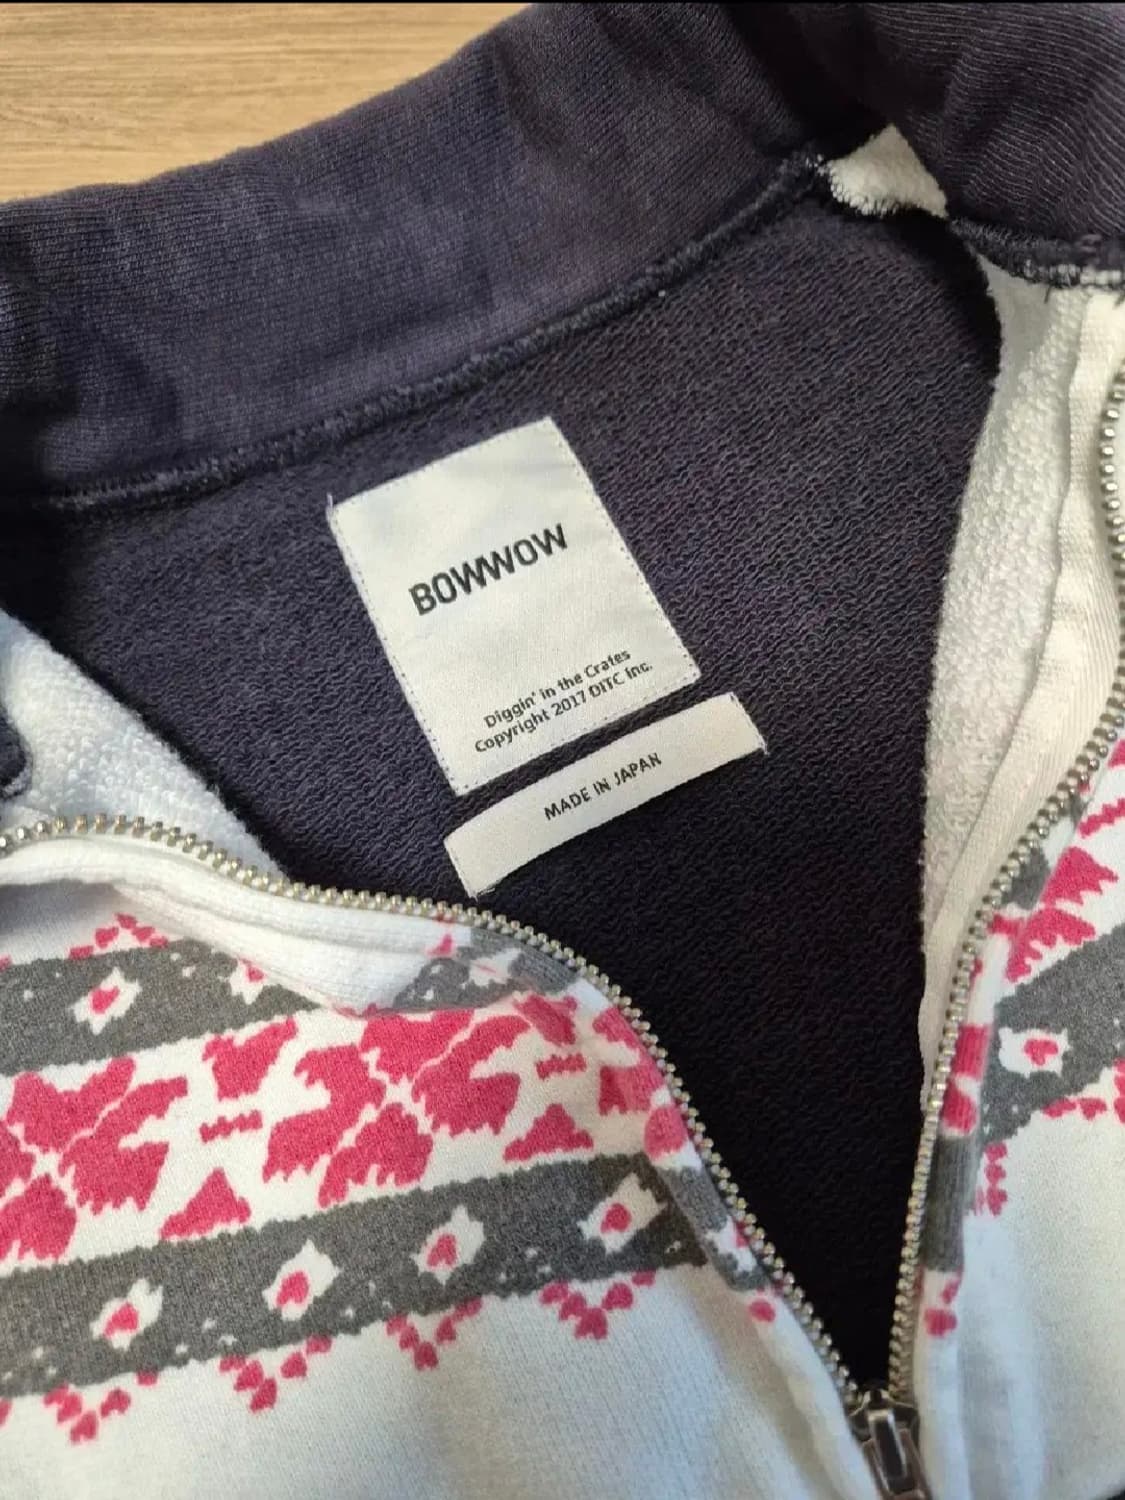 BOWWOW
Diggin' in the Crates
Copyright 2017 DITC Inc.
MADE IN JAPAN